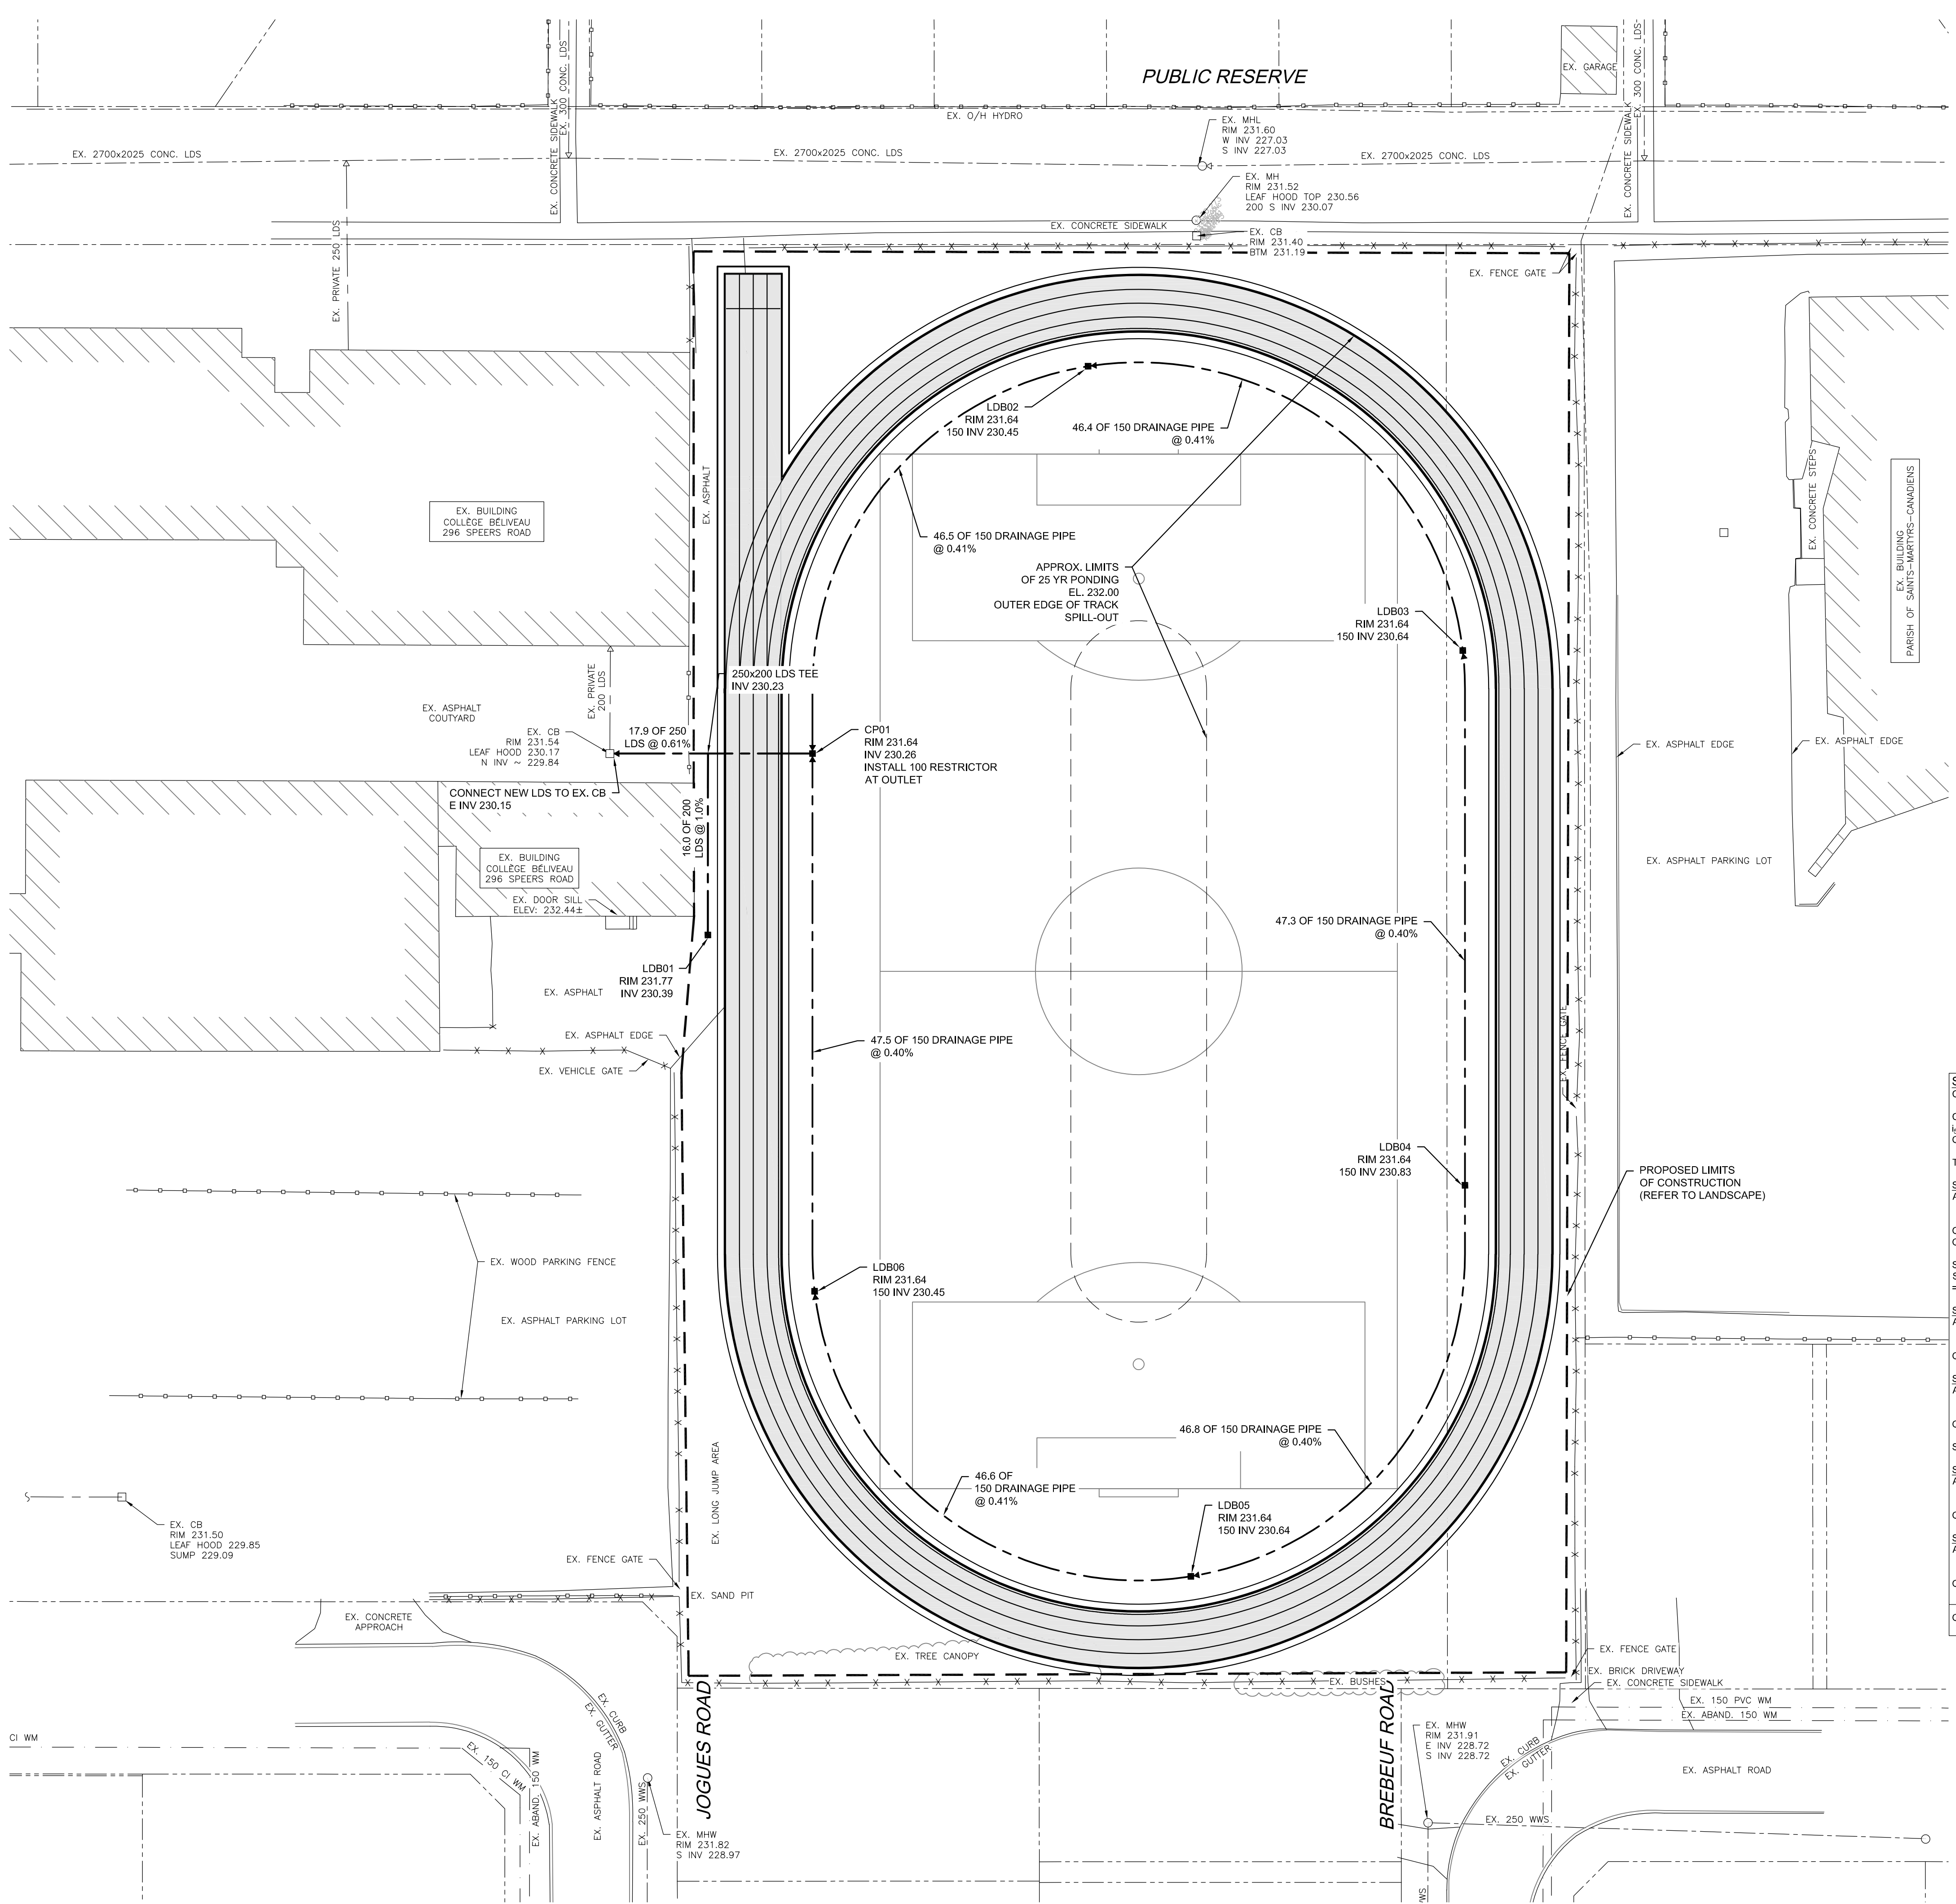 PUBLIC RESERVE
EX. GARAGE
EX. 300 CONC. LDS
EX. 300 CONC. LDS
EX. CONCRETE SIDEWALK
EX. CONCRETE SIDEWALK
EX. O/H HYDRO
EX. MHL
RIM 231.60
W INV 227.03
S INV 227.03
EX. 2700x2025 CONC. LDS
EX. 2700x2025 CONC. LDS
EX. 2700x2025 CONC. LDS
EX. MH
RIM 231.52
LEAF HOOD TOP 230.56
200 S INV 230.07
EX. CONCRETE SIDEWALK
EX. CB
RIM 231.40
BTM 231.19
EX. PRIVATE 250 LDS
EX. FENCE GATE
LDB02
RIM 231.64
150 INV 230.45
46.4 OF 150 DRAINAGE PIPE
@ 0.41%
EX. ASPHALT
EX. BUILDING
COLLÈGE BÉLIVEAU
296 SPEERS ROAD
46.5 OF 150 DRAINAGE PIPE
@ 0.41%
APPROX. LIMITS
OF 25 YR PONDING
EL. 232.00
OUTER EDGE OF TRACK
SPILL-OUT
LDB03
RIM 231.64
150 INV 230.64
EX. CONCRETE STEPS
EX. BUILDING
PARISH OF SAINTS-MARTYRS-CANADIENS
250x200 LDS TEE
INV 230.23
EX. PRIVATE
200 LDS
EX. ASPHALT
COUTYARD
EX. CB
RIM 231.54
LEAF HOOD 230.17
N INV ~ 229.84
17.9 OF 250
LDS @ 0.61%
CP01
RIM 231.64
INV 230.26
INSTALL 100 RESTRICTOR
AT OUTLET
EX. ASPHALT EDGE
EX. ASPHALT EDGE
CONNECT NEW LDS TO EX. CB
E INV 230.15
16.0 OF 200
LDS @ 1.0%
EX. BUILDING
COLLÈGE BÉLIVEAU
296 SPEERS ROAD
EX. ASPHALT PARKING LOT
EX. DOOR SILL
ELEV: 232.44±
47.3 OF 150 DRAINAGE PIPE
@ 0.40%
LDB01
RIM 231.77
INV 230.39
EX. ASPHALT
EX. ASPHALT EDGE
47.5 OF 150 DRAINAGE PIPE
@ 0.40%
EX. FENCE GATE
EX. VEHICLE GATE
LDB04
RIM 231.64
150 INV 230.83
PROPOSED LIMITS
OF CONSTRUCTION
(REFER TO LANDSCAPE)
EX. WOOD PARKING FENCE
LDB06
RIM 231.64
150 INV 230.45
EX. ASPHALT PARKING LOT
46.8 OF 150 DRAINAGE PIPE
@ 0.40%
EX. LONG JUMP AREA
46.6 OF
150 DRAINAGE PIPE
@ 0.41%
LDB05
RIM 231.64
150 INV 230.64
EX. CB
RIM 231.50
LEAF HOOD 229.85
SUMP 229.09
EX. FENCE GATE
EX. SAND PIT
EX. CONCRETE
APPROACH
EX. TREE CANOPY
EX. BUSHES
EX. FENCE GATE
EX. BRICK DRIVEWAY
EX. CONCRETE SIDEWALK
EX. 150 PVC WM
EX. ABAND. 150 WM
JOGUES ROAD
BREBEUF ROAD
EX. CURB
EX. GUTTER
CI WM
EX. 150 CI WM
EX. ABAND. 150 WM
EX. ASPHALT ROAD
EX. 250 WWS
EX. MHW
RIM 231.82
S INV 228.97
EX. MHW
RIM 231.91
E INV 228.72
S INV 228.72
EX. CURB
EX. GUTTER
EX. ASPHALT ROAD
EX. 250 WWS
WS